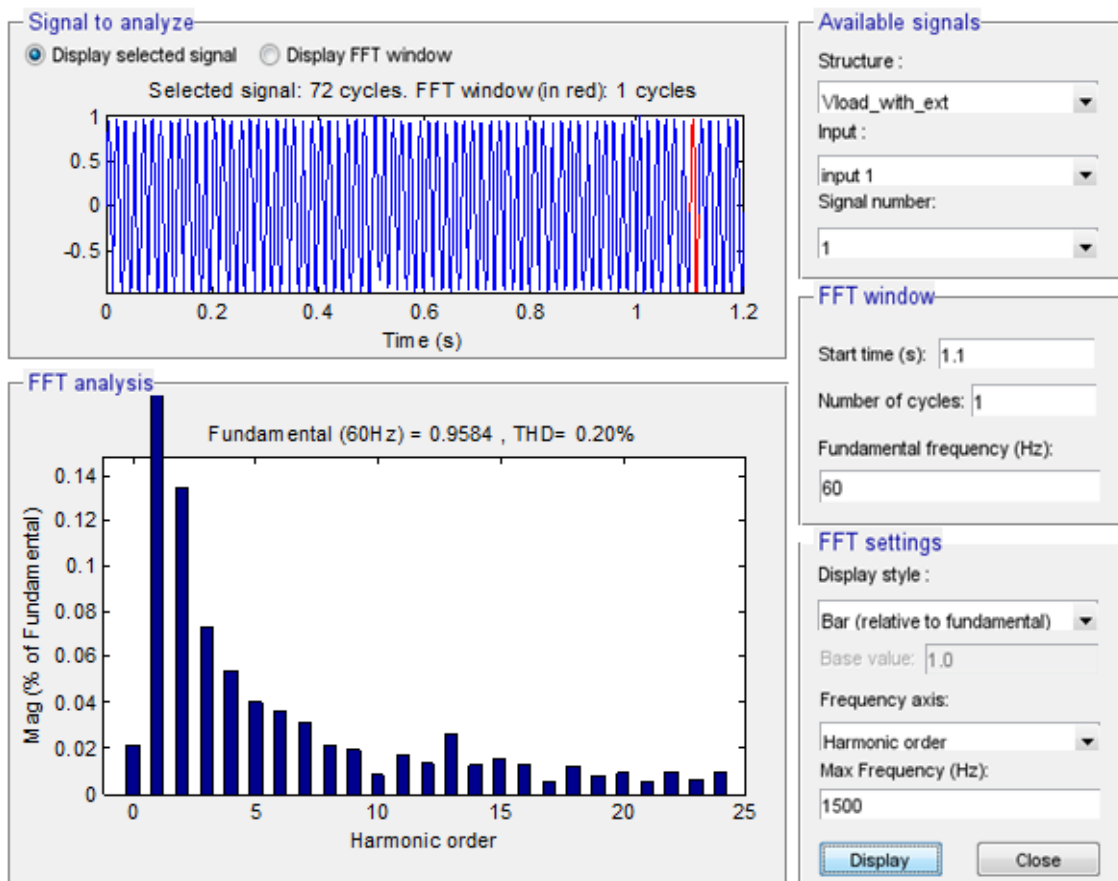 Signal to analyze
Display selected signal Display FFT window
Selected signal: 72 cycles. FFT window (in red): 1 cycles
1
0.5
0
-0.5
0 0.2 0.4 0.6 0.8 1 1.2
Time (s)
FFT analysis
Fundamental (60Hz) = 0.9584 , THD= 0.20%
0.14
0.12
0.1
0.08
0.06
0.04
0.02
0
Mag (% of Fundamental)
0 5 10 15 20 25
Harmonic order
Available signals
Structure :
Vload_with_ext
Input :
input 1
Signal number:
1
FFT window
Start time (s): 1.1
Number of cycles: 1
Fundamental frequency (Hz):
60
FFT settings
Display style :
Bar (relative to fundamental)
Base value: 1.0
Frequency axis:
Harmonic order
Max Frequency (Hz):
1500
Display Close